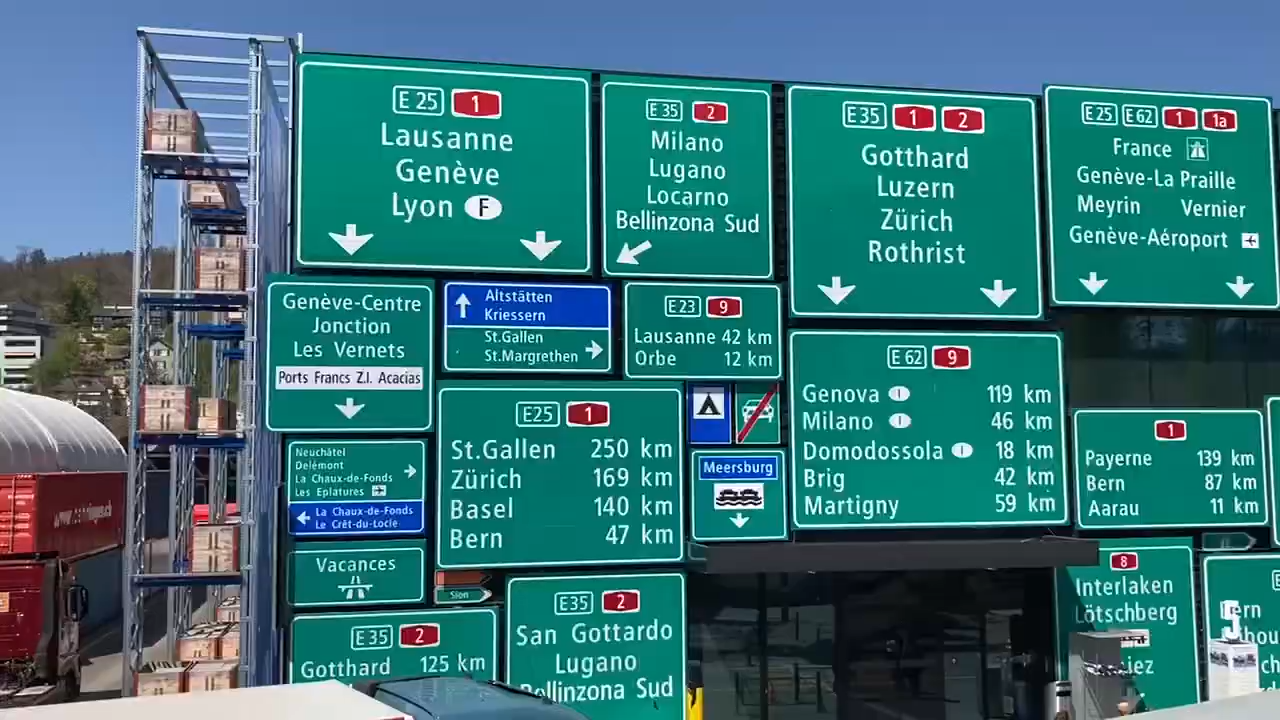 E 25 1
Lausanne
Genève
Lyon F
E 35 2
Milano
Lugano
Locarno
Bellinzona Sud
E35 1 2
Gotthard
Luzern
Zürich
Rothrist
E25 E62 1 1a
France
Genève-La Praille
Meyrin Vernier
Genève-Aéroport
Genève-Centre
Jonction
Les Vernets
Ports Francs Z.I. Acacias
Altstätten
Kriessern
St.Gallen
St.Margrethen
E23 9
Lausanne 42 km
Orbe 12 km
E 62 9
Genova I 119 km
Milano I 46 km
Domodossola I 18 km
Brig 42 km
Martigny 59 km
E25 1
St.Gallen 250 km
Zürich 169 km
Basel 140 km
Bern 47 km
Meersburg
1
Payerne 139 km
Bern 87 km
Aarau 11 km
Neuchâtel
Delémont
La Chaux-de-Fonds
Les Eplatures
La Chaux-de-Fonds
Le Crêt-du-Locle
Vacances
Sion
E35 2
Gotthard 125 km
E35 2
San Gottardo
Lugano
Bellinzona Sud
8
Interlaken
Lötschberg